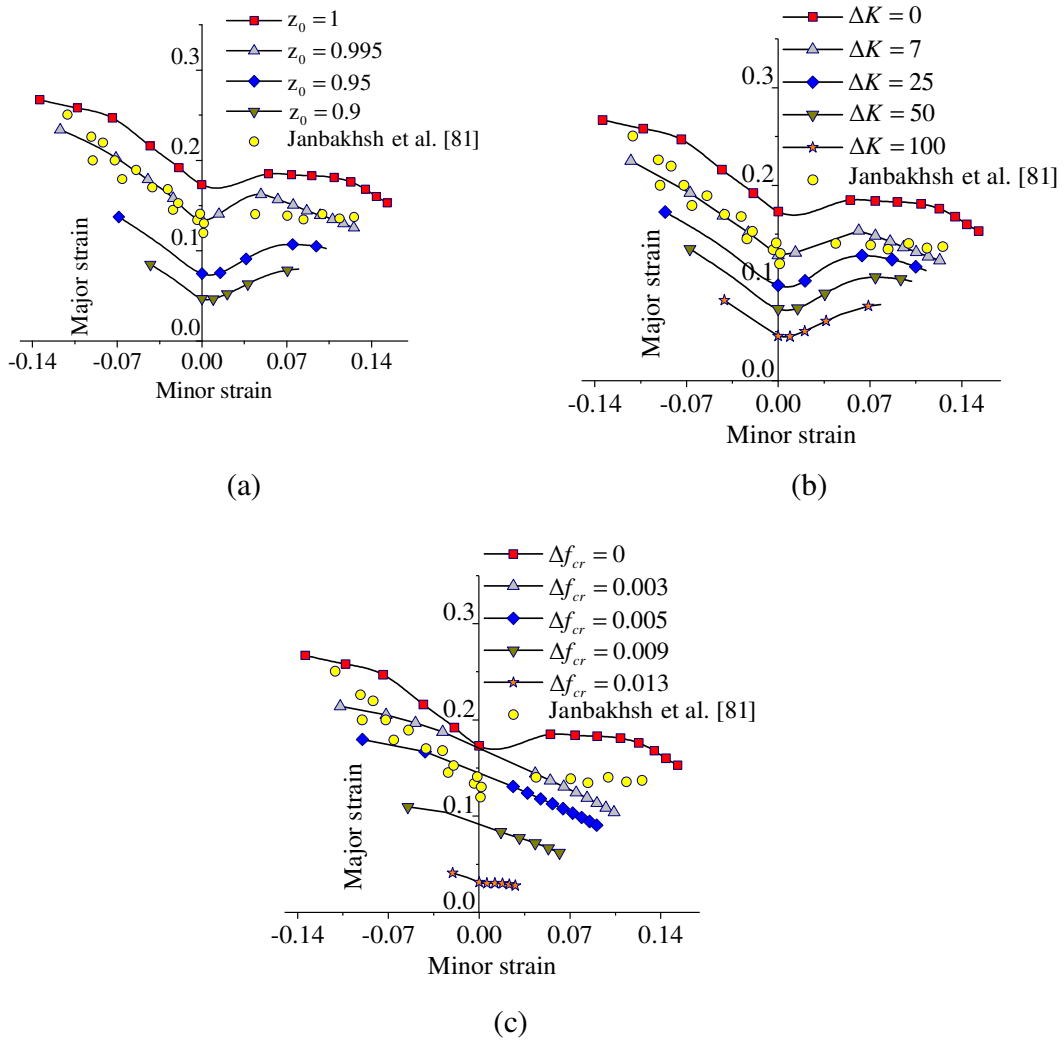 z₀ = 1
z₀ = 0.995
z₀ = 0.95
z₀ = 0.9
Janbakhsh et al. [81]
0.3
0.2
0.1
0.0
Major strain
-0.14 -0.07 0.00 0.07 0.14
Minor strain
(a)
ΔK = 0
ΔK = 7
ΔK = 25
ΔK = 50
ΔK = 100
Janbakhsh et al. [81]
0.3
0.2
0.1
0.0
Major strain
-0.14 -0.07 0.00 0.07 0.14
Minor strain
(b)
Δf_cr = 0
Δf_cr = 0.003
Δf_cr = 0.005
Δf_cr = 0.009
Δf_cr = 0.013
Janbakhsh et al. [81]
0.3
0.2
0.1
0.0
Major strain
-0.14 -0.07 0.00 0.07 0.14
Minor strain
(c)